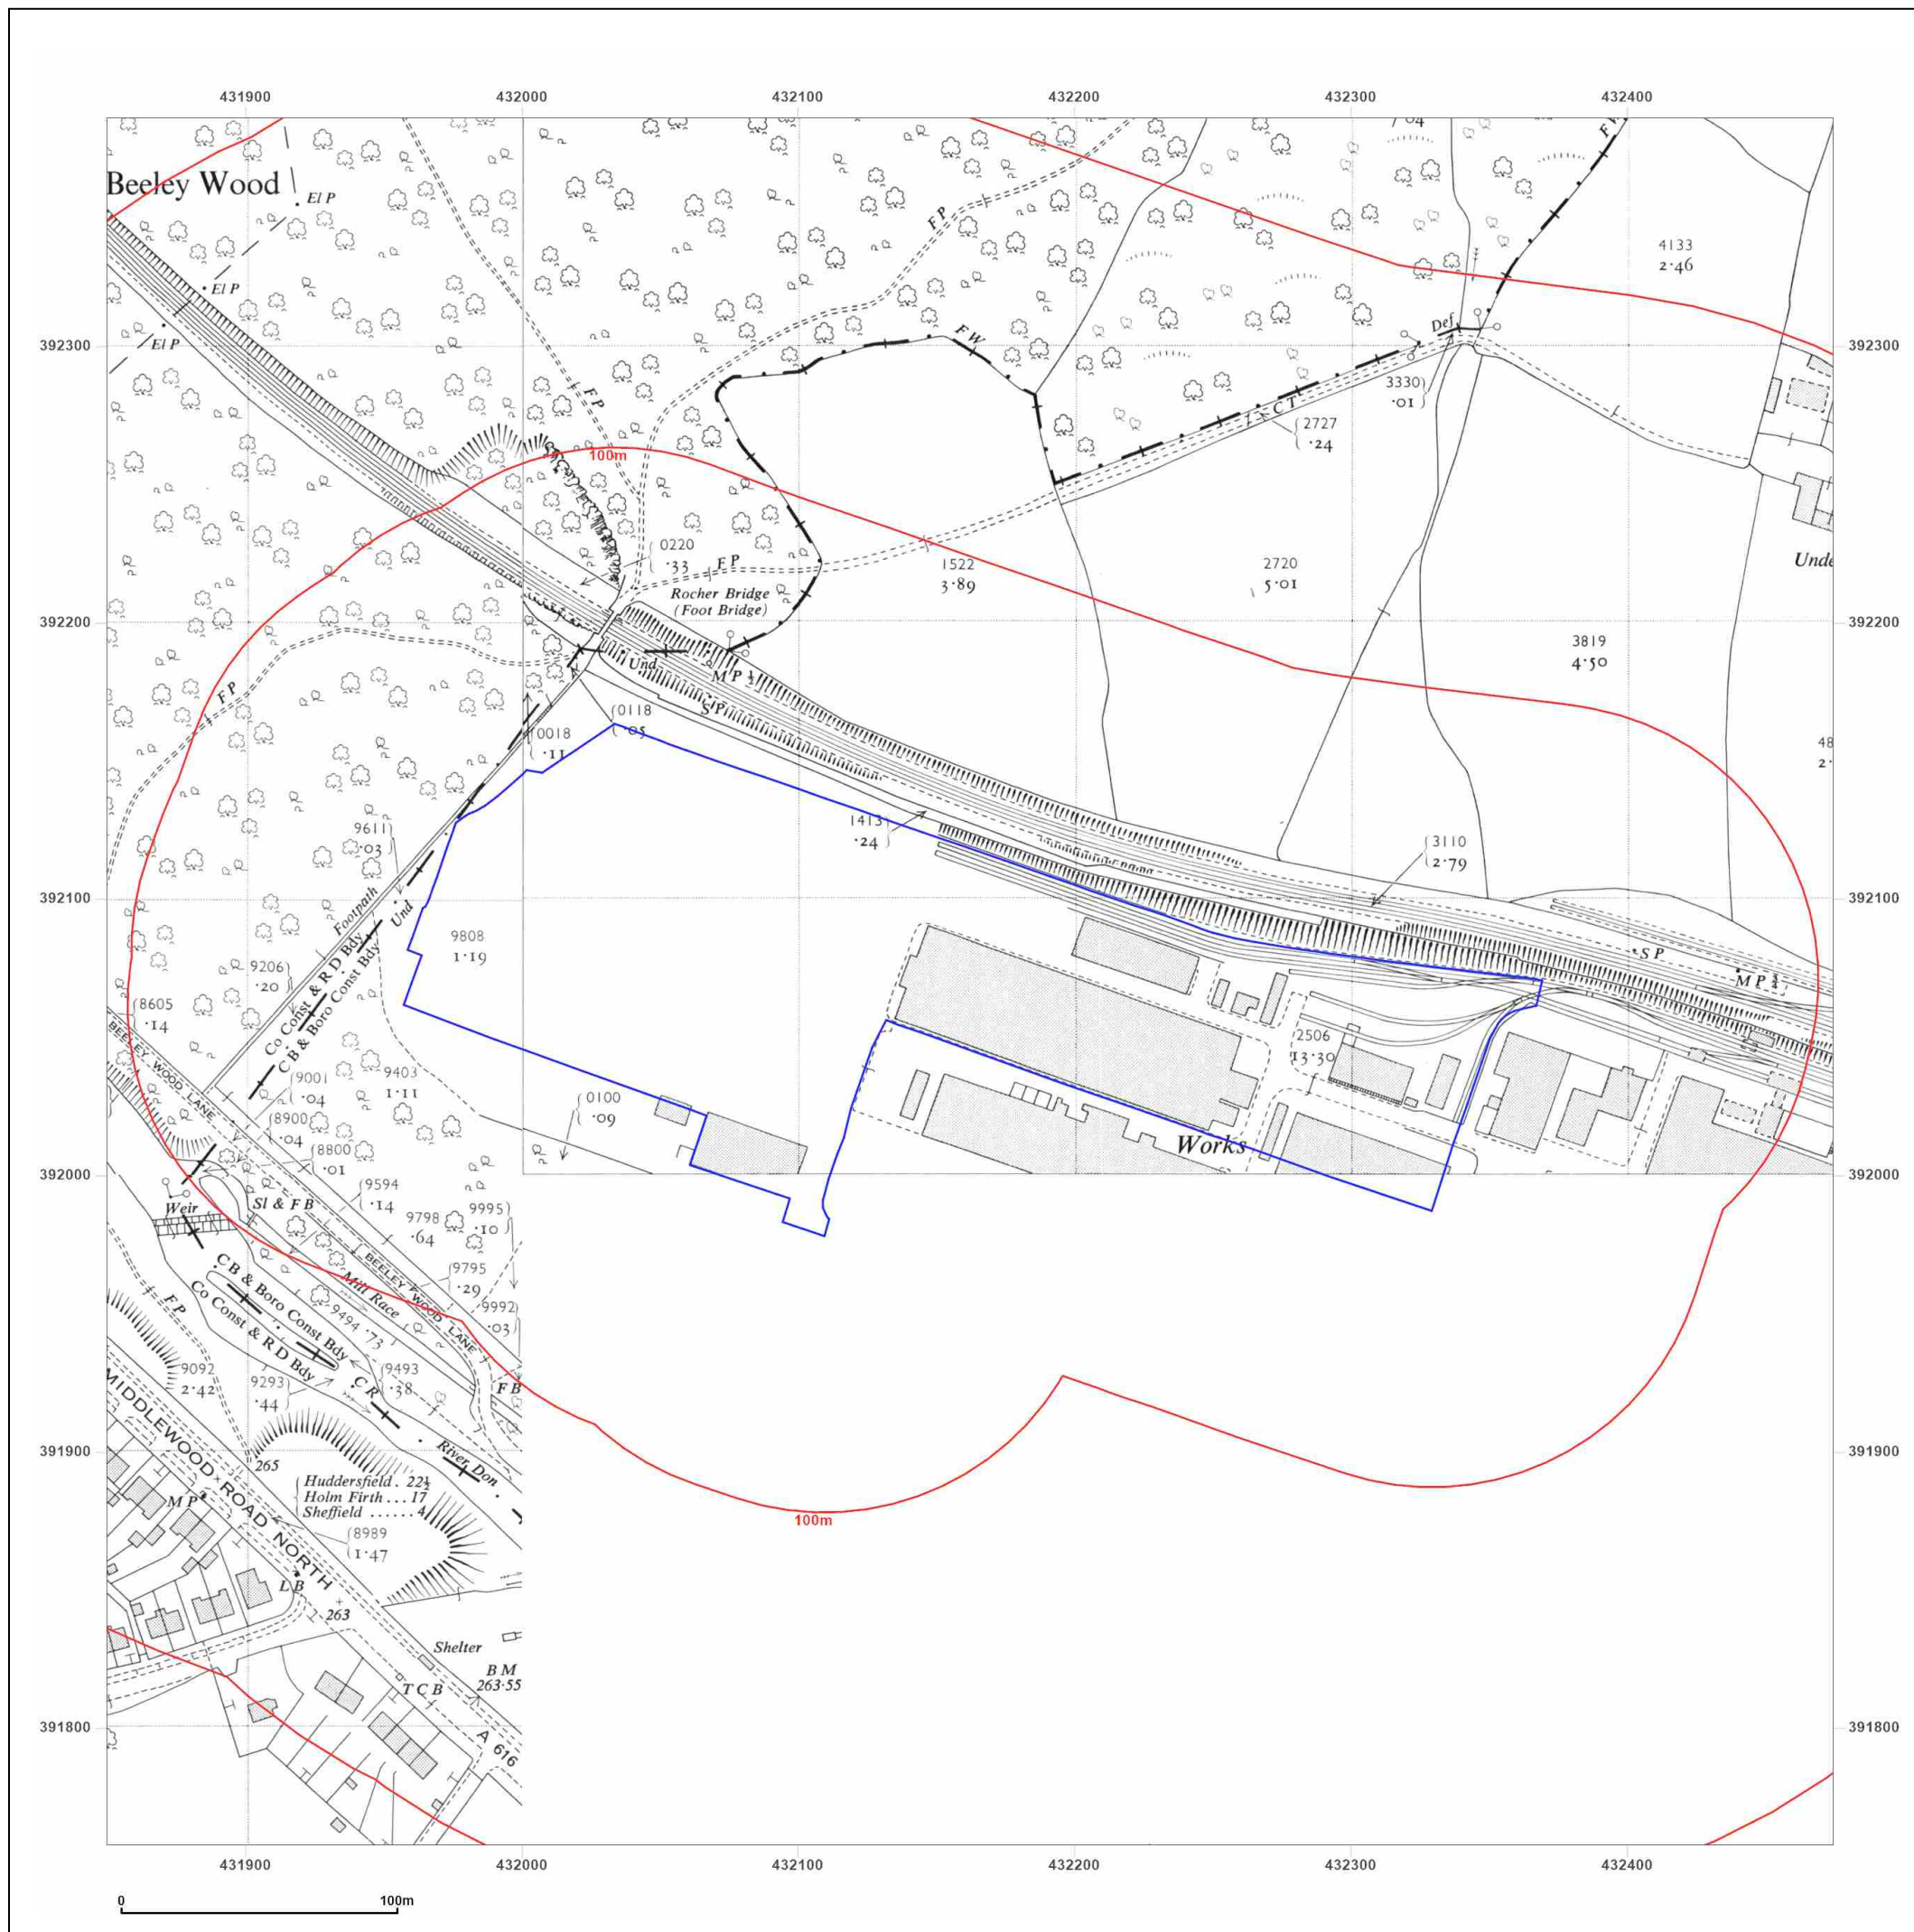 431900
432000
432100
432200
432300
432400
Beeley Wood
El P
El P
El P
F P
F P
F W
4133
2·46
392300
392300
Def
3330
·01
C T
2727
·24
100m
0220
·33
F P
Rocher Bridge
(Foot Bridge)
1522
3·89
2720
5·01
392200
392200
3819
4·50
Und
M P ½
S P
F P
0118
·05
0018
·11
9611
·03
1413
·24
3110
2·79
392100
392100
Footpath
Und
9808
1·19
Co Const & R D Bdy
C B & Boro Const Bdy
9206
·20
S P
M P ¾
8605
·14
BEELEY WOOD LANE
9001
·04
9403
1·11
2506
13·30
8900
·04
0100
·09
8800
·01
Works
392000
392000
Weir
Sl & F B
9594
·14
9798
·64
9995
·10
C B & Boro Const Bdy
Co Const & R D Bdy
BEELEY WOOD LANE
Mill Race
9795
·29
9494 ·73
9992
·03
F P
9092
2·42
9293
·44
9493
·38
C R
F B
MIDDLEWOOD ROAD NORTH
391900
391900
River Don
265
Huddersfield . 22½
Holm Firth ... 17
Sheffield ...... 4
M P
100m
8989
1·47
L B
263
Shelter
B M
263·55
T C B
391800
391800
A 616
431900
432000
432100
432200
432300
432400
0
100m